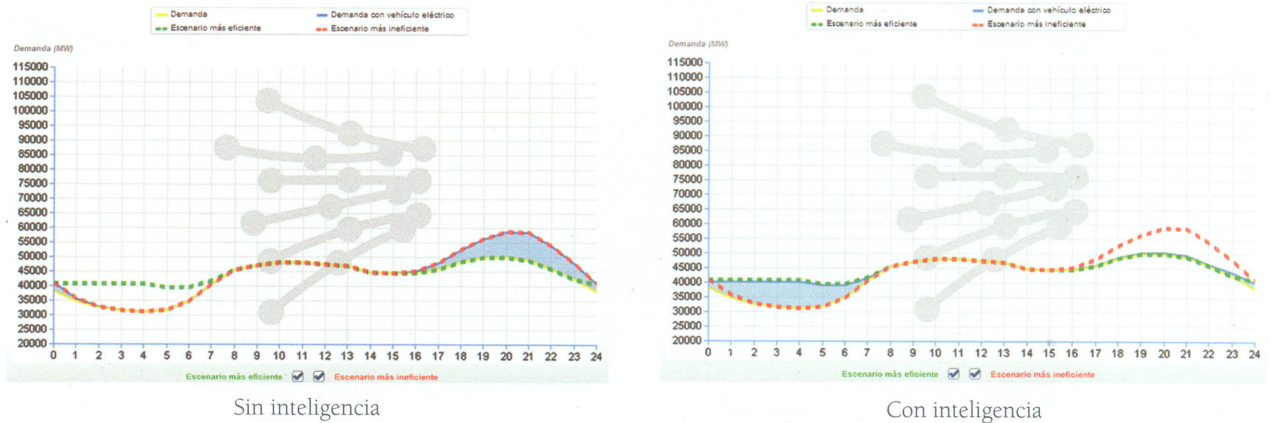 Demanda
Demanda con vehículo eléctrico
Escenario más eficiente
Escenario más ineficiente
Demanda (MW)
115000
110000
105000
100000
95000
90000
85000
80000
75000
70000
65000
60000
55000
50000
45000
40000
35000
30000
25000
20000
0 1 2 3 4 5 6 7 8 9 10 11 12 13 14 15 16 17 18 19 20 21 22 23 24
Escenario más eficiente Escenario más ineficiente
Sin inteligencia
Demanda
Demanda con vehículo eléctrico
Escenario más eficiente
Escenario más ineficiente
Demanda (MW)
115000
110000
105000
100000
95000
90000
85000
80000
75000
70000
65000
60000
55000
50000
45000
40000
35000
30000
25000
20000
0 1 2 3 4 5 6 7 8 9 10 11 12 13 14 15 16 17 18 19 20 21 22 23 24
Escenario más eficiente Escenario más ineficiente
Con inteligencia